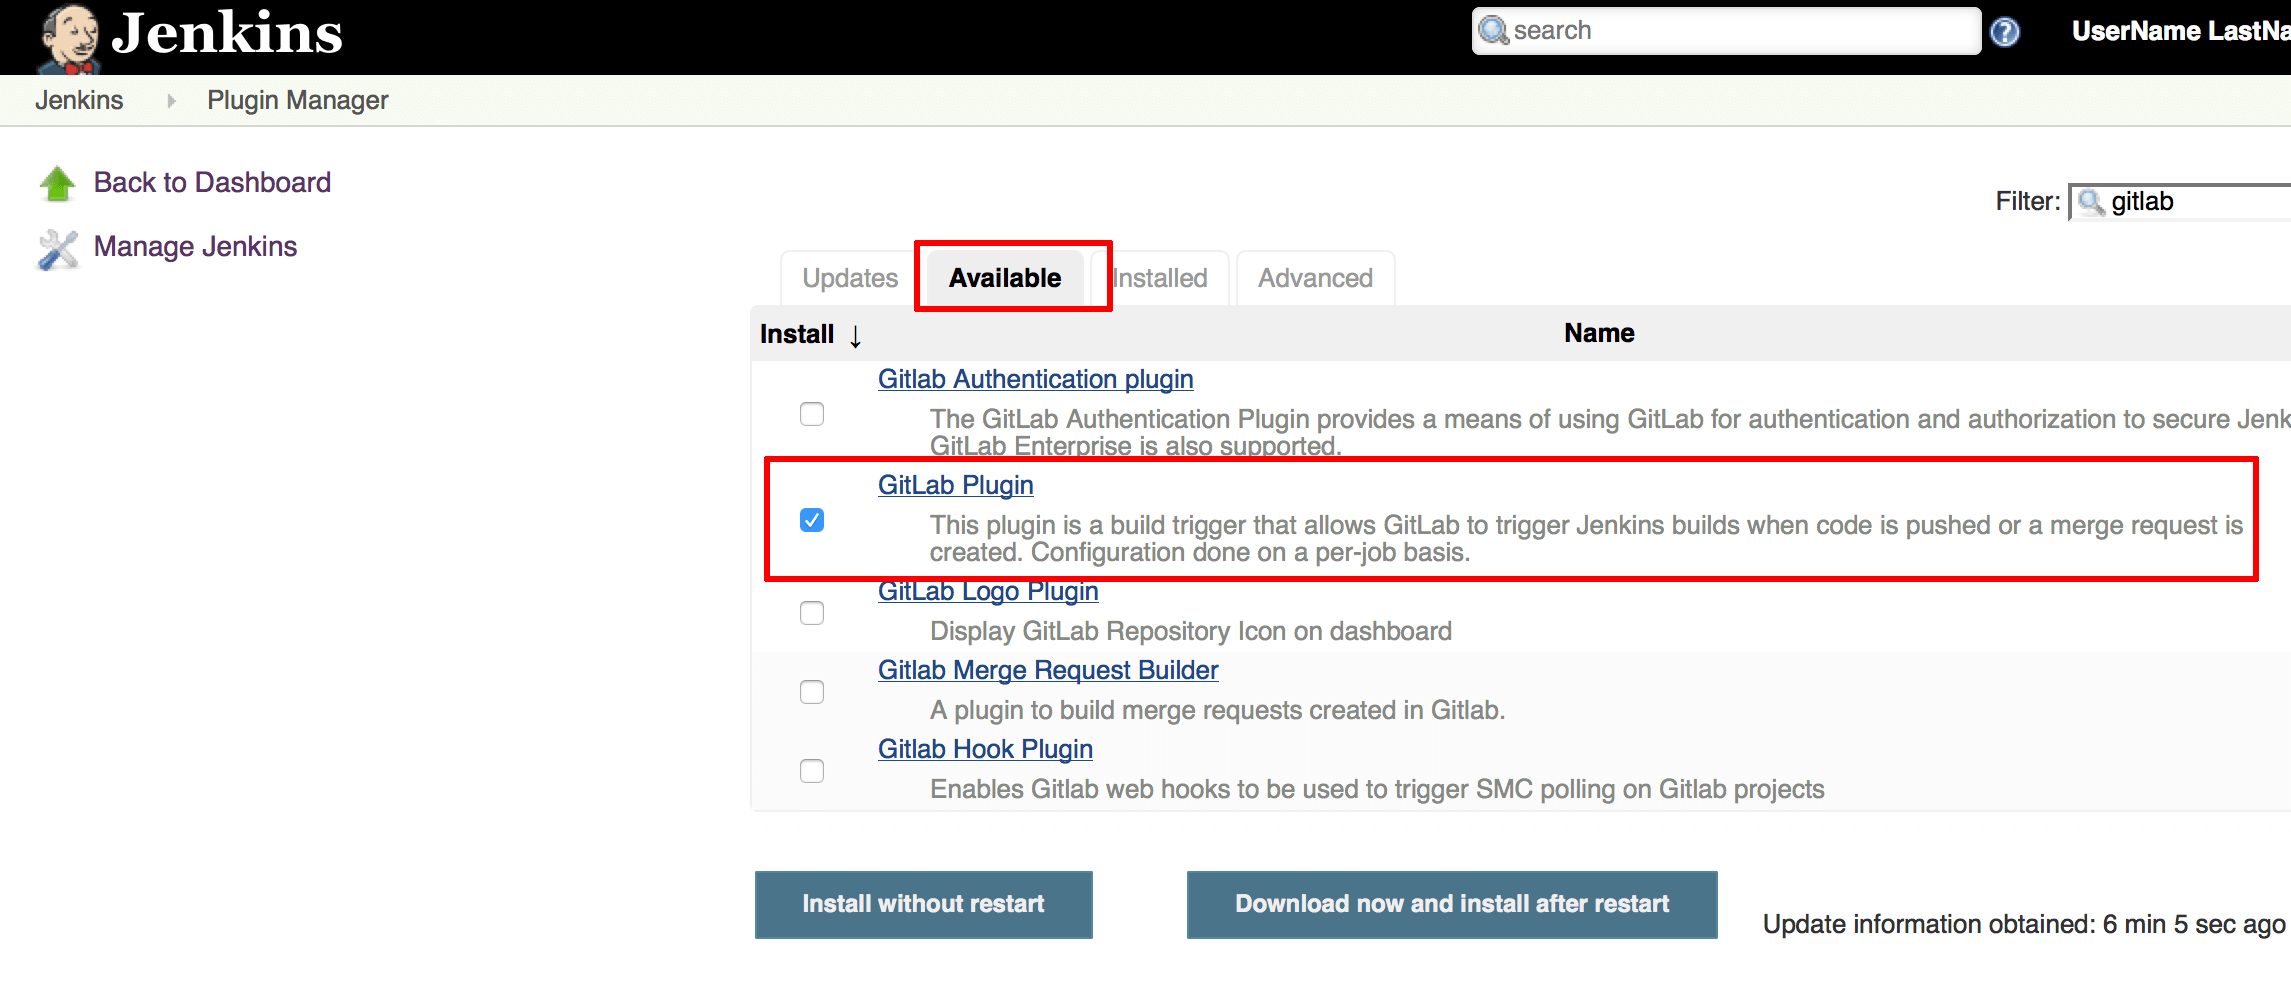 Jenkins
search
?
UserName LastNa
Jenkins
Plugin Manager
Back to Dashboard
Manage Jenkins
Filter: gitlab
Updates
Available
Installed
Advanced
Install ↓
Name
Gitlab Authentication plugin
The GitLab Authentication Plugin provides a means of using GitLab for authentication and authorization to secure Jenk
GitLab Enterprise is also supported.
GitLab Plugin
This plugin is a build trigger that allows GitLab to trigger Jenkins builds when code is pushed or a merge request is
created. Configuration done on a per-job basis.
GitLab Logo Plugin
Display GitLab Repository Icon on dashboard
Gitlab Merge Request Builder
A plugin to build merge requests created in Gitlab.
Gitlab Hook Plugin
Enables Gitlab web hooks to be used to trigger SMC polling on Gitlab projects
Install without restart
Download now and install after restart
Update information obtained: 6 min 5 sec ago